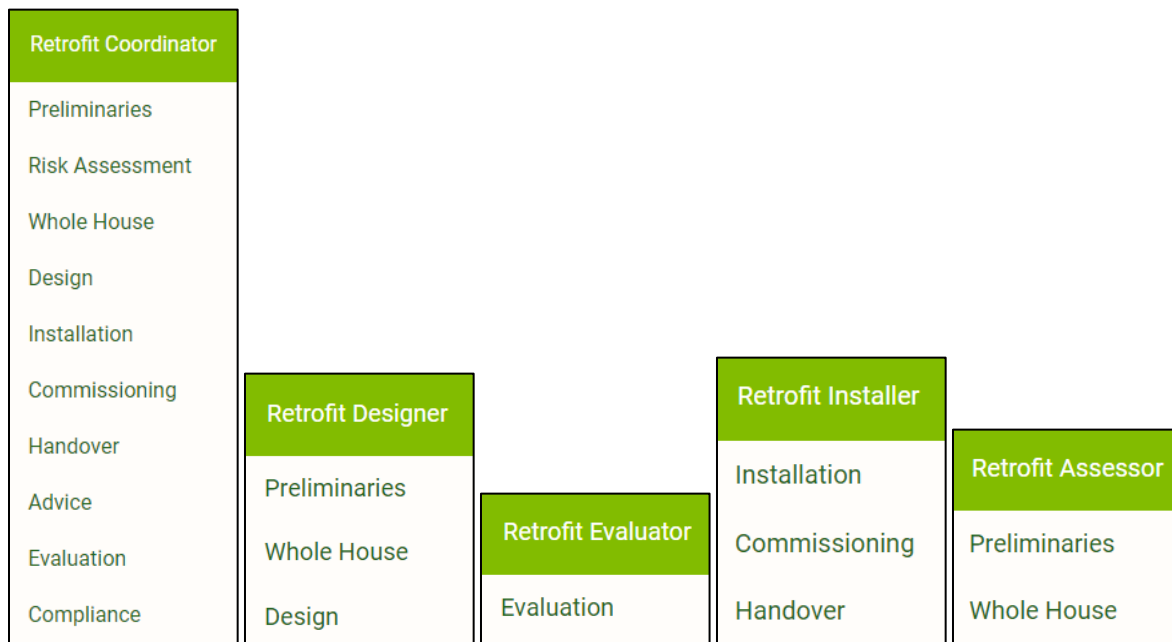 Retrofit Coordinator
Preliminaries
Risk Assessment
Whole House
Design
Installation
Commissioning
Handover
Advice
Evaluation
Compliance
Retrofit Designer
Preliminaries
Whole House
Design
Retrofit Evaluator
Evaluation
Retrofit Installer
Installation
Commissioning
Handover
Retrofit Assessor
Preliminaries
Whole House